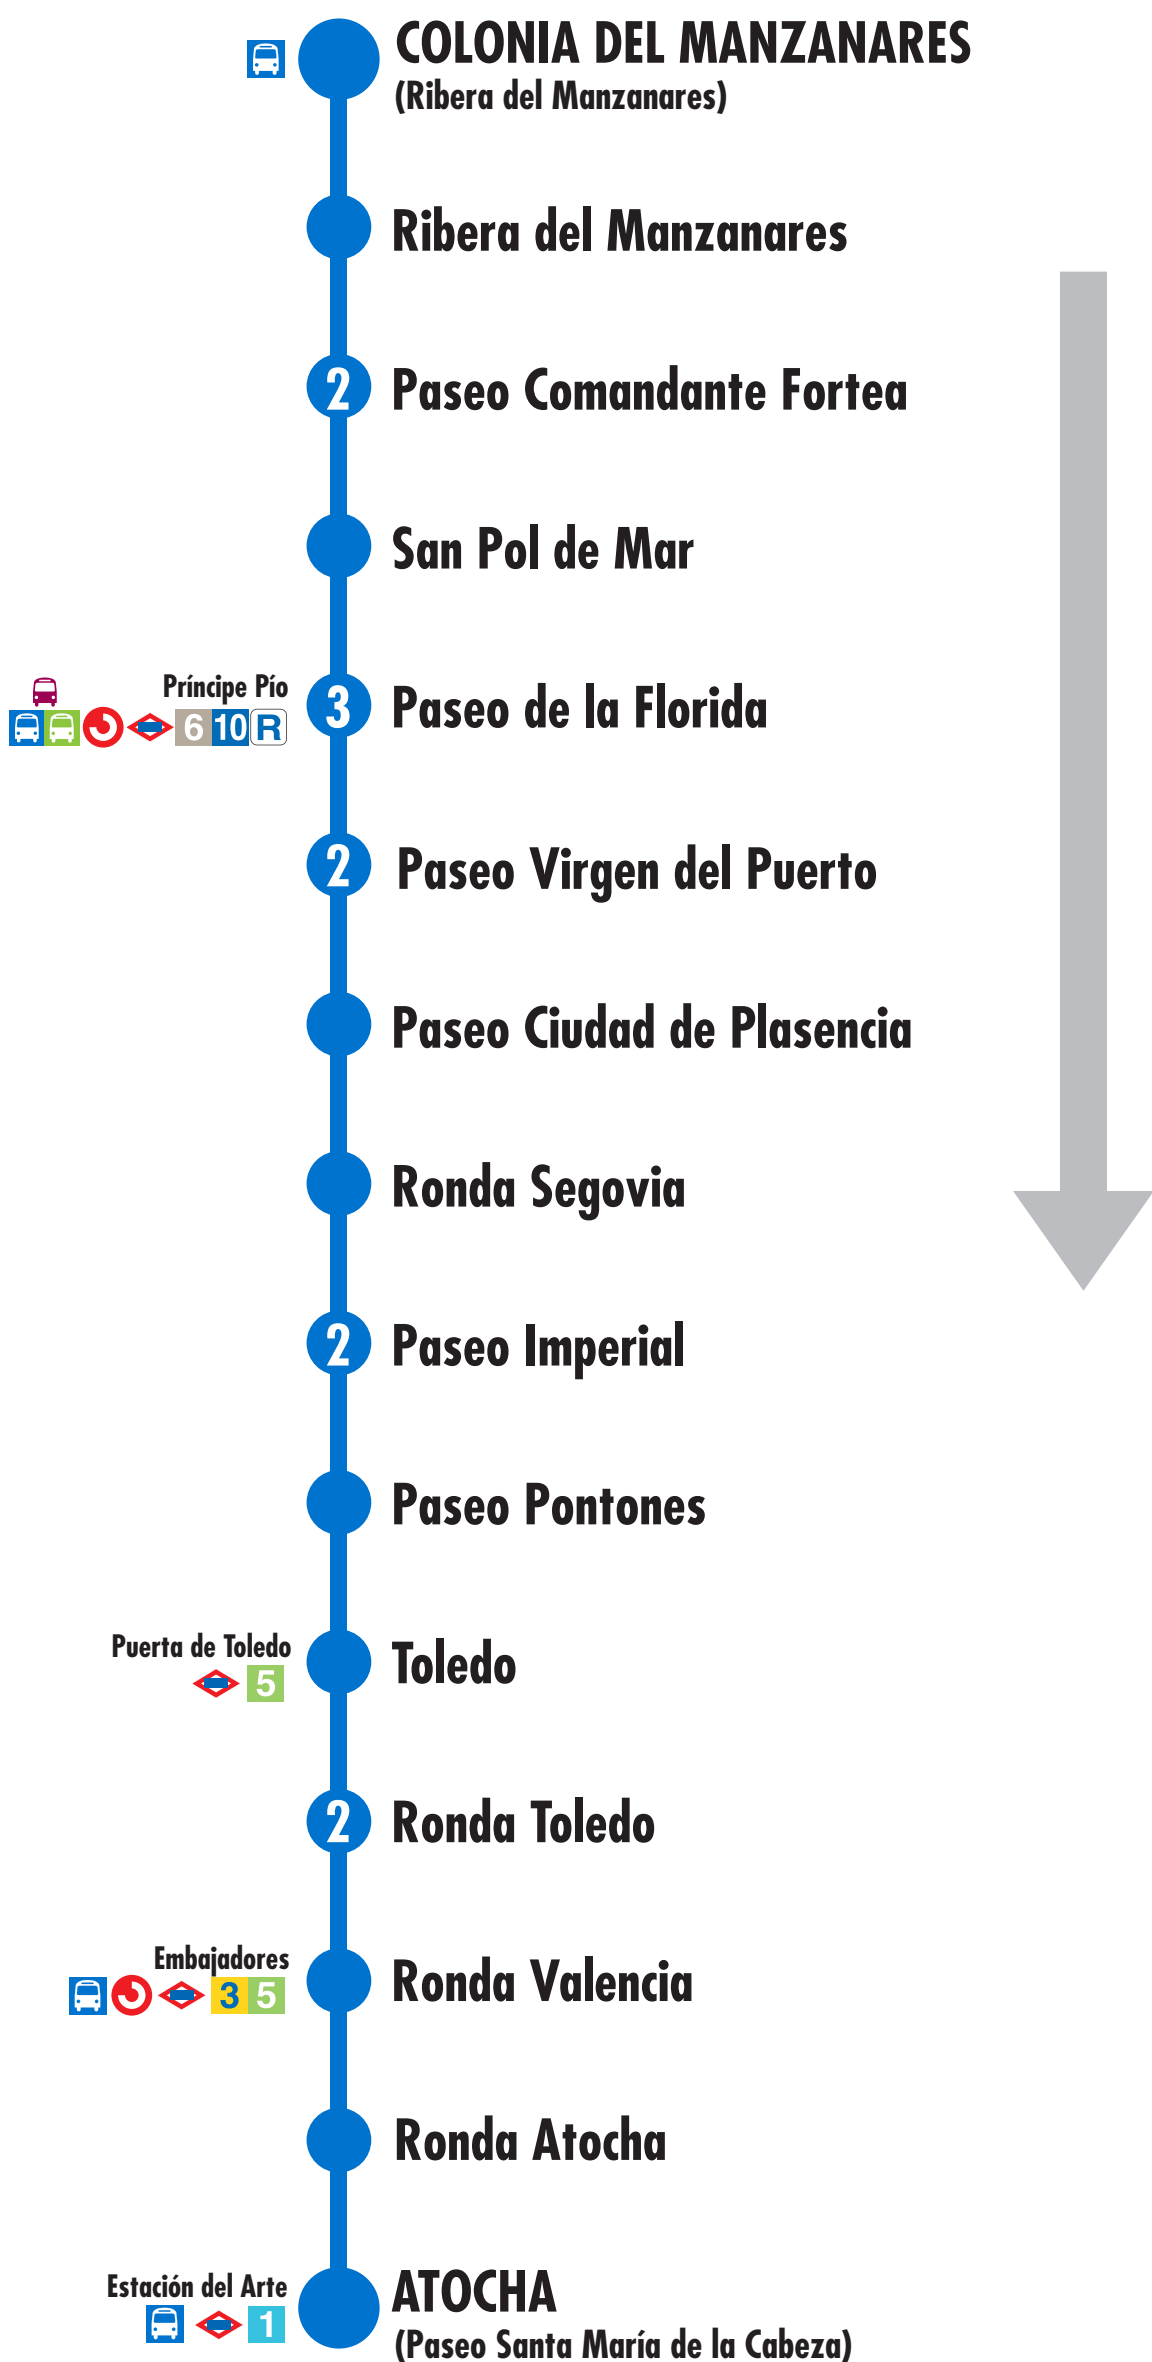 COLONIA DEL MANZANARES
(Ribera del Manzanares)
Ribera del Manzanares
2 Paseo Comandante Fortea
San Pol de Mar
Príncipe Pío
6 10 R
3 Paseo de la Florida
2 Paseo Virgen del Puerto
Paseo Ciudad de Plasencia
Ronda Segovia
2 Paseo Imperial
Paseo Pontones
Puerta de Toledo
5
Toledo
2 Ronda Toledo
Embajadores
3 5
Ronda Valencia
Ronda Atocha
Estación del Arte
1
ATOCHA
(Paseo Santa María de la Cabeza)